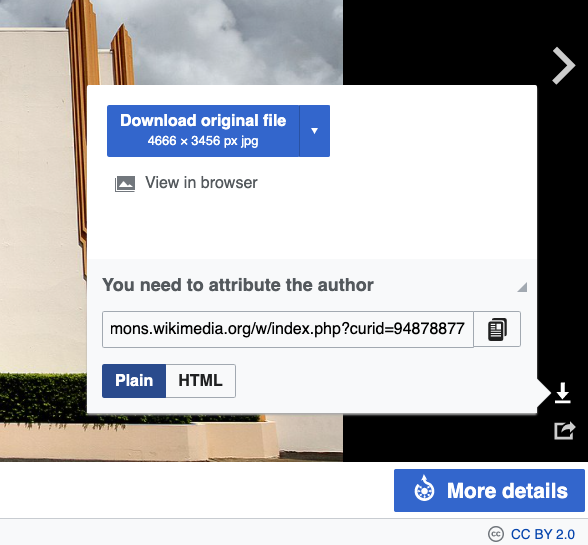 Download original file
4666 × 3456 px jpg
View in browser
You need to attribute the author
mons.wikimedia.org/w/index.php?curid=94878877
Plain HTML
More details
cc CC BY 2.0